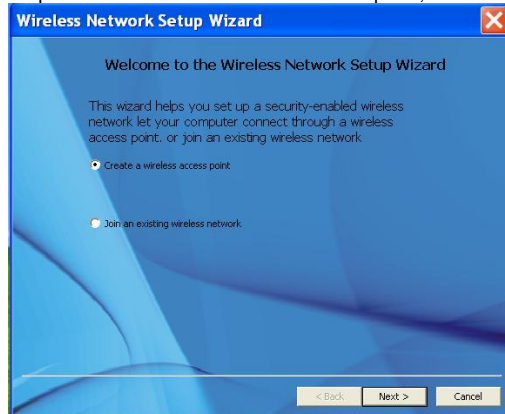 Wireless Network Setup Wizard
Welcome to the Wireless Network Setup Wizard
This wizard helps you set up a security-enabled wireless
network let your computer connect through a wireless
access point. or join an existing wireless network
Create a wireless access point
Join an existing wireless network
< Back Next > Cancel